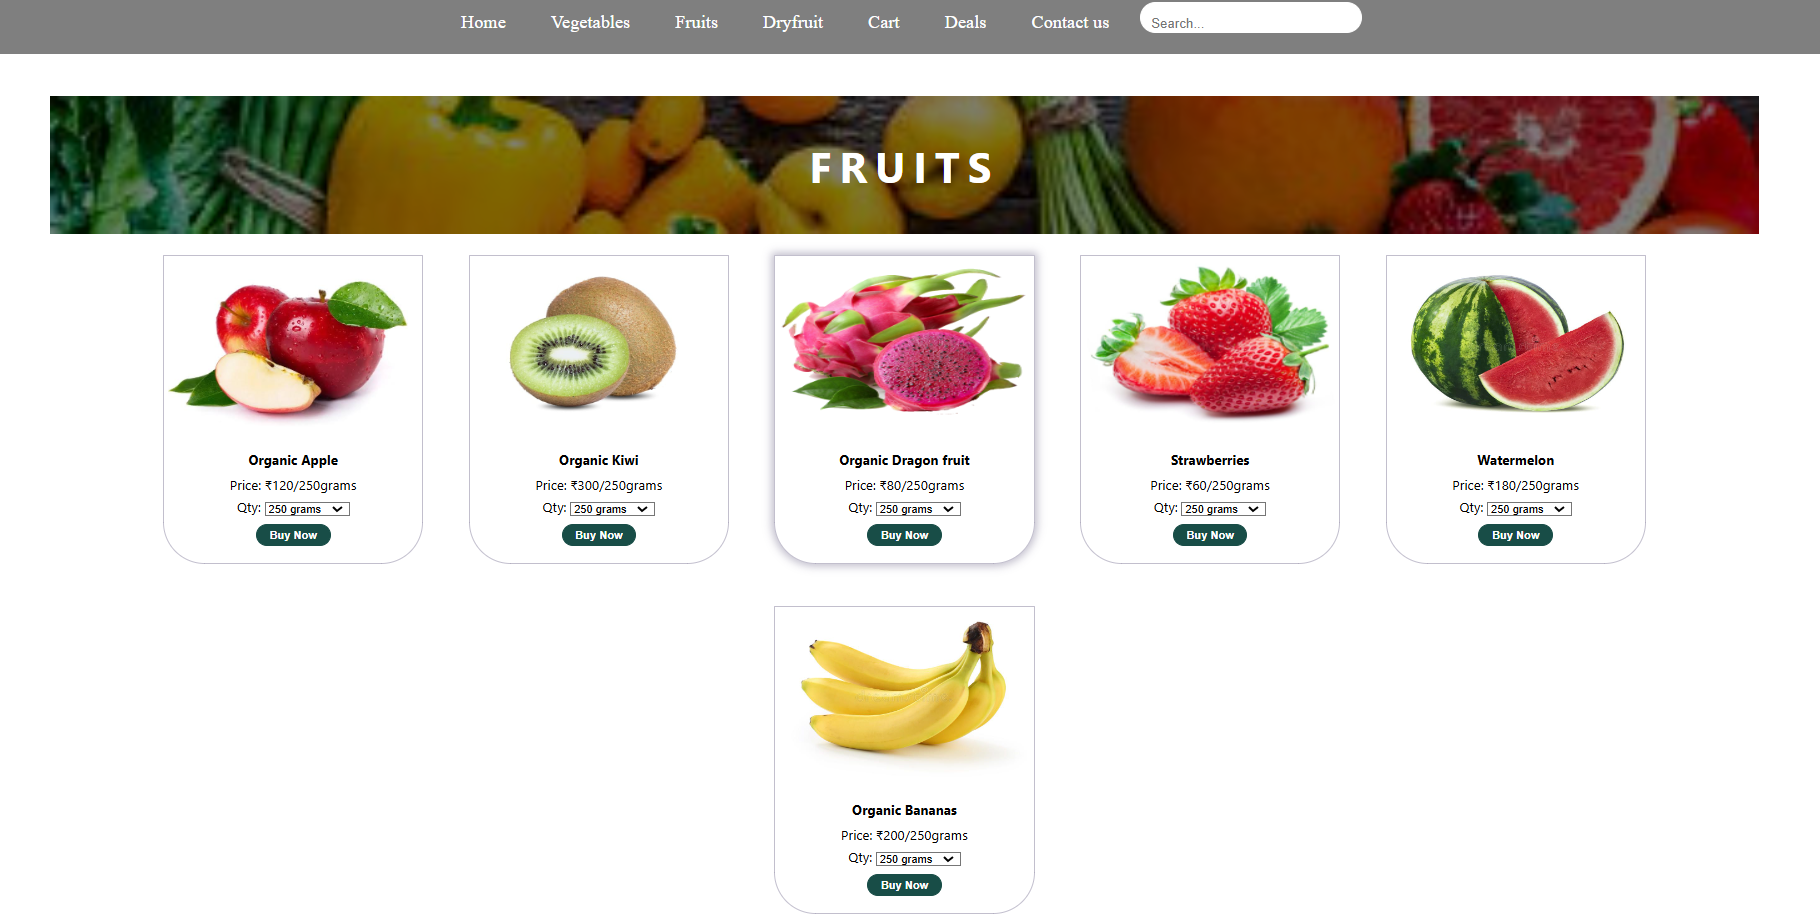 Home Vegetables Fruits Dryfruit Cart Deals Contact us Search...
FRUITS
Organic Apple
Price: ₹120/250grams
Qty: 250 grams
Buy Now
Organic Kiwi
Price: ₹300/250grams
Qty: 250 grams
Buy Now
Organic Dragon fruit
Price: ₹80/250grams
Qty: 250 grams
Buy Now
Strawberries
Price: ₹60/250grams
Qty: 250 grams
Buy Now
Watermelon
Price: ₹180/250grams
Qty: 250 grams
Buy Now
Organic Bananas
Price: ₹200/250grams
Qty: 250 grams
Buy Now